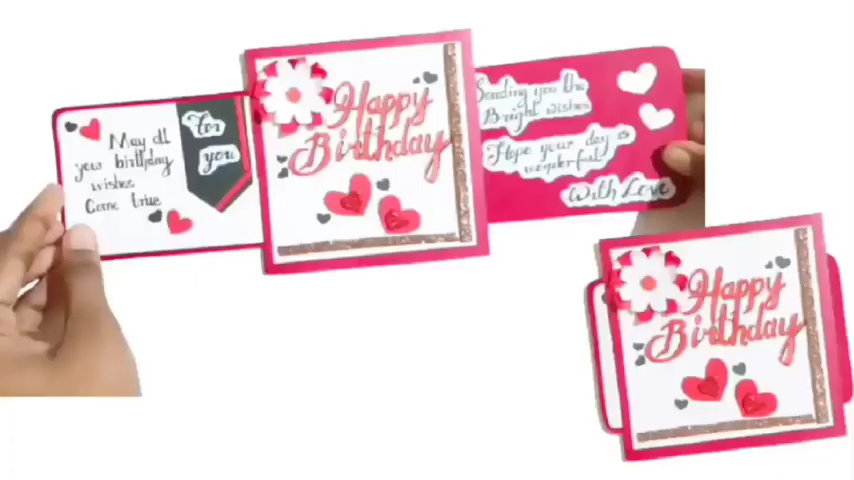 May all
your birthday
wishes
Come true
for
you
Happy
Birthday
Sending you the
Bright wishes
Hope your day is
wonderful
With Love
Happy
Birthday